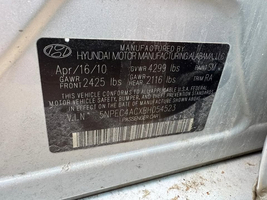 HYUNDAI MOTOR MANUFACTURING ALABAMA, LLC
Apr/16/10 GVWR 4299 lbs
GAWR FRONT 2425 lbs GAWR REAR 2116 lbs
THIS VEHICLE CONFORMS TO ALL APPLICABLE U.S.A. FEDERAL
MOTOR VEHICLE SAFETY, BUMPER, AND THEFT PREVENTION
STANDARDS IN EFFECT ON THE DATE OF MANUFACTURE
SHOWN ABOVE.
V.I.N
PASSENGER CAR